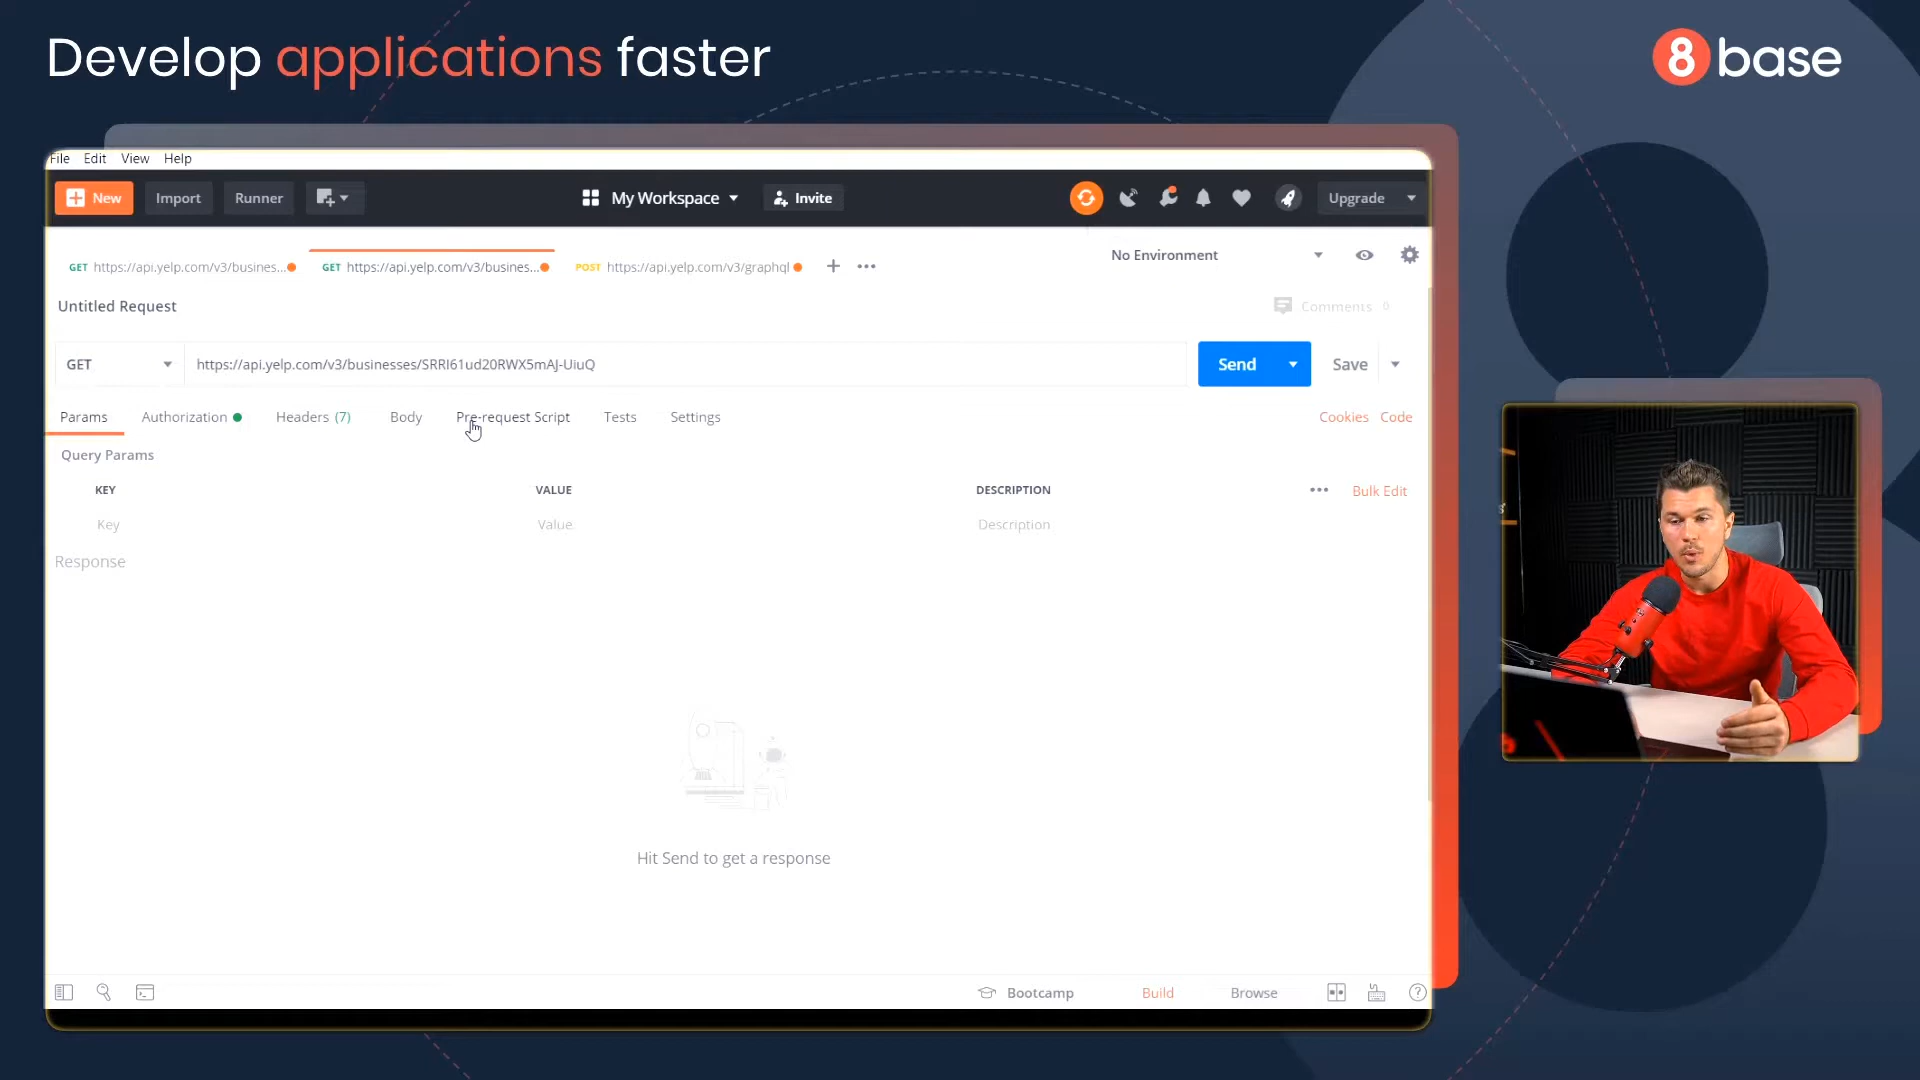 Develop applications faster
8 base
File Edit View Help
New Import Runner My Workspace Invite Upgrade
GET https://api.yelp.com/v3/busines... GET https://api.yelp.com/v3/busines... POST https://api.yelp.com/v3/graphql + ••• No Environment
Untitled Request Comments 0
GET https://api.yelp.com/v3/businesses/SRRI61ud20RWX5mAJ-UiuQ Send Save
Params Authorization Headers (7) Body Pre-request Script Tests Settings Cookies Code
Query Params
KEY VALUE DESCRIPTION ••• Bulk Edit
Key Value Description
Response
Hit Send to get a response
Bootcamp Build Browse ?